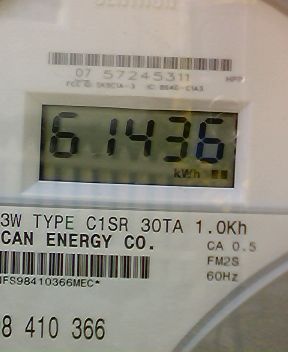 07 57245311
61436
kWh
3W TYPE C1SR 30TA 1.0Kh
CAN ENERGY CO.
CA 0.5
FM2S
60Hz
8 410 366